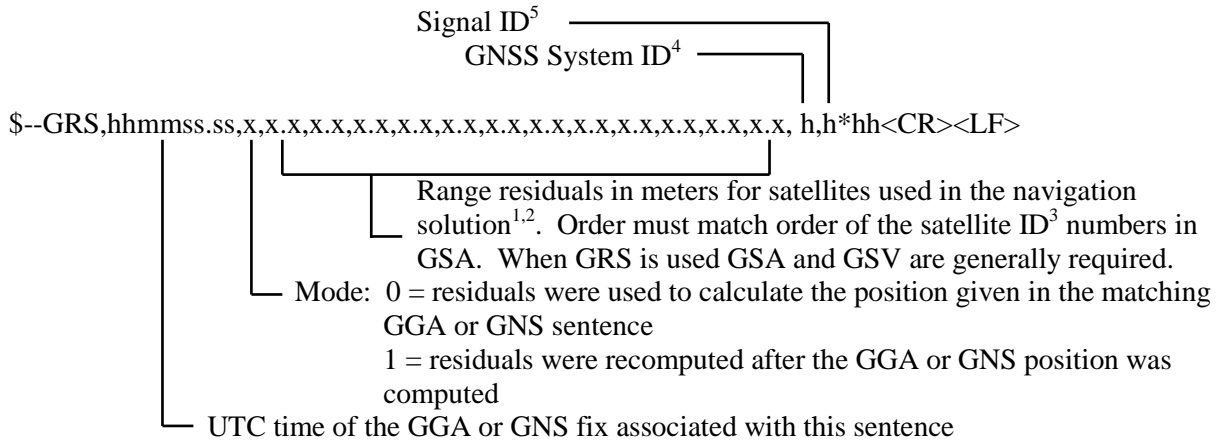 Signal ID5
GNSS System ID4
$--GRS,hhmmss.ss,x,x.x,x.x,x.x,x.x,x.x,x.x,x.x,x.x,x.x,x.x,x.x,x.x, h,h*hh<CR><LF>
Range residuals in meters for satellites used in the navigation
solution1,2. Order must match order of the satellite ID3 numbers in
GSA. When GRS is used GSA and GSV are generally required.
Mode: 0 = residuals were used to calculate the position given in the matching
GGA or GNS sentence
1 = residuals were recomputed after the GGA or GNS position was
computed
UTC time of the GGA or GNS fix associated with this sentence